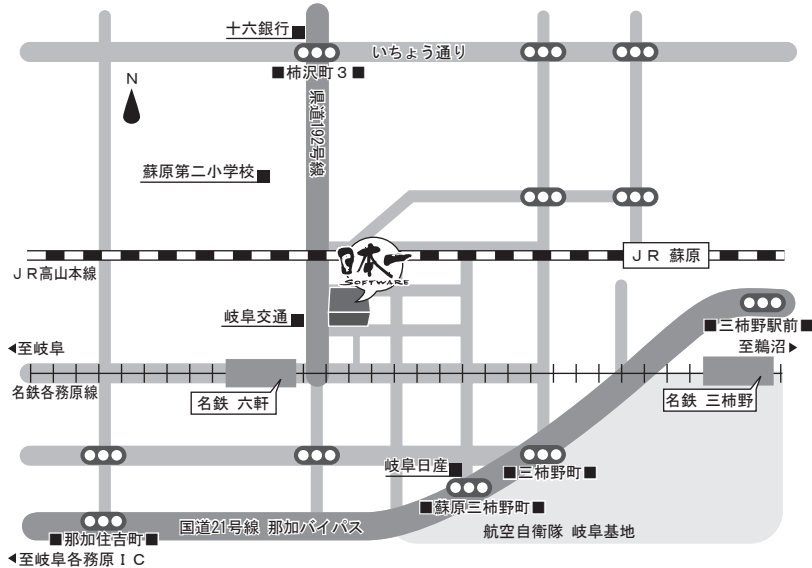 十六銀行
いちょう通り
■柿沢町3■
N
県道192号線
蘇原第二小学校
日本一
SOFTWARE
JR 蘇原
JR高山本線
岐阜交通
■三柿野駅前■
◀至岐阜
至鵜沼▶
名鉄各務原線
名鉄 六軒
名鉄 三柿野
岐阜日産
■三柿野町■
■蘇原三柿野町■
国道21号線 那加バイパス
航空自衛隊 岐阜基地
■那加住吉町■
◀至岐阜各務原IC